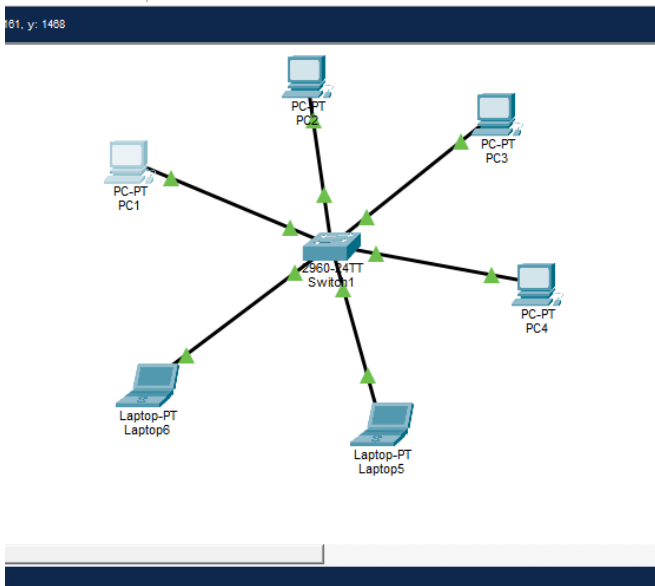 161, y: 1468
PC-PT
PC2
PC-PT
PC3
PC-PT
PC1
2960-24TT
Switch1
PC-PT
PC4
Laptop-PT
Laptop6
Laptop-PT
Laptop5